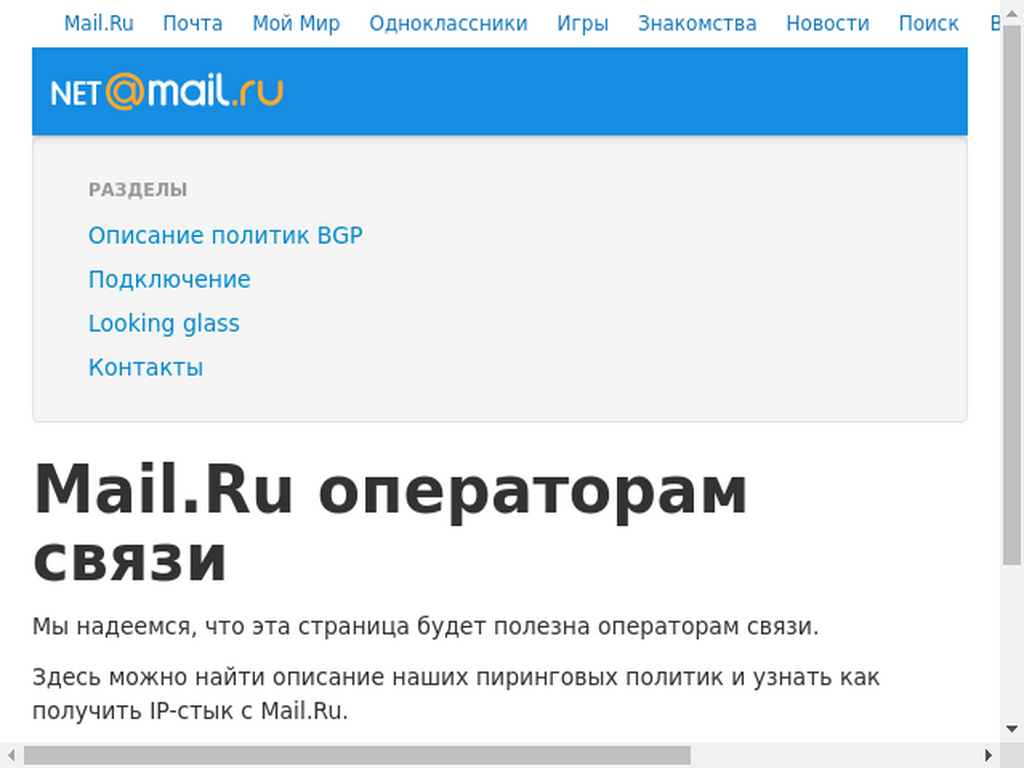 Mail.Ru Почта Мой Мир Одноклассники Игры Знакомства Новости Поиск
NET@mail.ru
РАЗДЕЛЫ
Описание политик BGP
Подключение
Looking glass
Контакты
Mail.Ru операторам
связи
Мы надеемся, что эта страница будет полезна операторам связи.
Здесь можно найти описание наших пиринговых политик и узнать как
получить IP-стык с Mail.Ru.